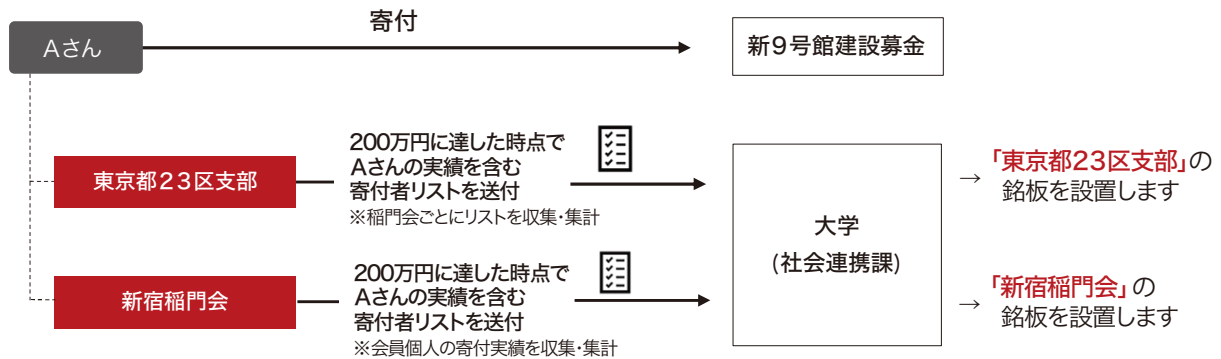 寄付
Aさん
新9号館建設募金
200万円に達した時点で
Aさんの実績を含む
寄付者リストを送付
※稲門会ごとにリストを収集・集計
東京都23区支部
→ 「東京都23区支部」の
銘板を設置します
大学
(社会連携課)
200万円に達した時点で
Aさんの実績を含む
寄付者リストを送付
※会員個人の寄付実績を収集・集計
新宿稲門会
→ 「新宿稲門会」の
銘板を設置します